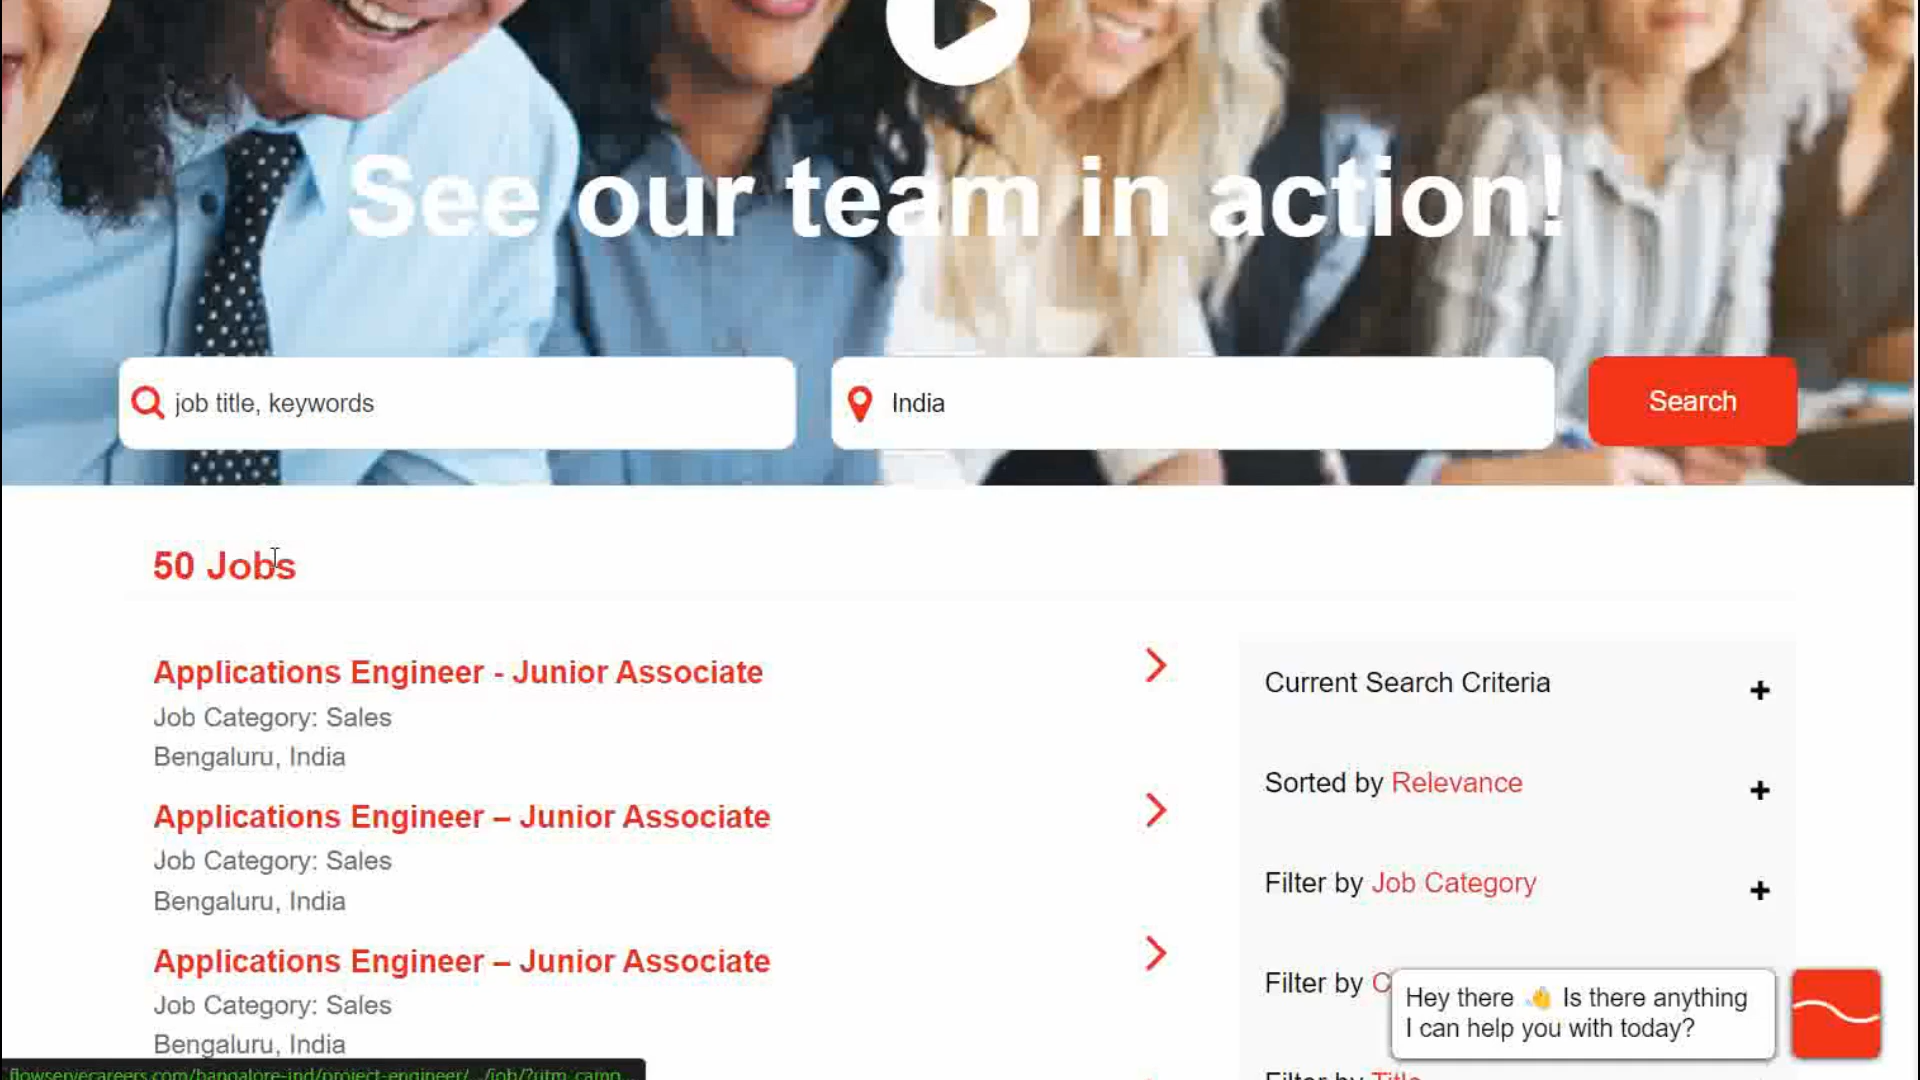 See our team in action!
job title, keywords
India
Search
50 Jobs
Applications Engineer - Junior Associate
Job Category: Sales
Bengaluru, India
Applications Engineer – Junior Associate
Job Category: Sales
Bengaluru, India
Applications Engineer – Junior Associate
Job Category: Sales
Bengaluru, India
Current Search Criteria
Sorted by Relevance
Filter by Job Category
Filter by C
Hey there 👋 Is there anything
I can help you with today?
Filter by Title
flowservecareers.com/bangalore-ind/project-engineer/.../job/?utm_camp...